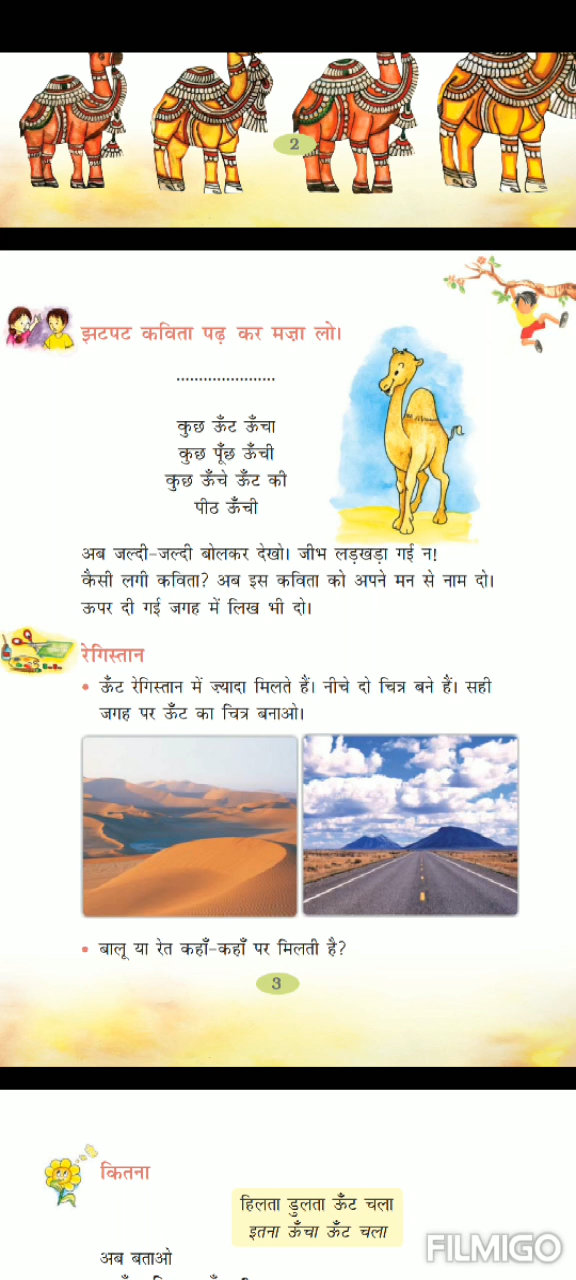 2
झटपट कविता पढ़ कर मज़ा लो।
......................
कुछ ऊँट ऊँचा
कुछ पूँछ ऊँची
कुछ ऊँचे ऊँट की
पीठ ऊँची
अब जल्दी-जल्दी बोलकर देखो। जीभ लड़खड़ा गई न!
कैसी लगी कविता? अब इस कविता को अपने मन से नाम दो।
ऊपर दी गई जगह में लिख भी दो।
रेगिस्तान
• ऊँट रेगिस्तान में ज़्यादा मिलते हैं। नीचे दो चित्र बने हैं। सही
जगह पर ऊँट का चित्र बनाओ।
• बालू या रेत कहाँ-कहाँ पर मिलती है?
3
कितना
हिलता डुलता ऊँट चला
इतना ऊँचा ऊँट चला
अब बताओ
FILMIGO